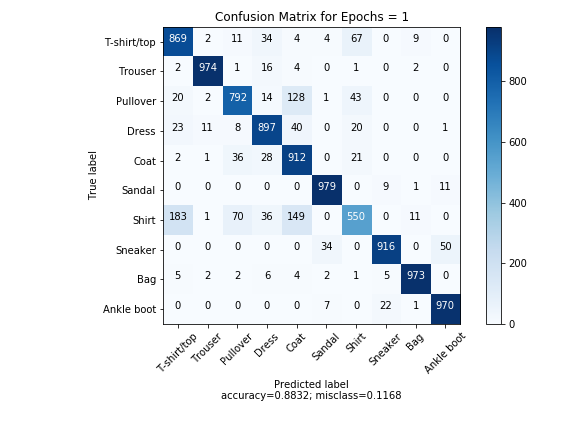 Confusion Matrix for Epochs = 1
T-shirt/top 869 2 11 34 4 4 67 0 9 0
Trouser 2 974 1 16 4 0 1 0 2 0
Pullover 20 2 792 14 128 1 43 0 0 0
Dress 23 11 8 897 40 0 20 0 0 1
Coat 2 1 36 28 912 0 21 0 0 0
Sandal 0 0 0 0 0 979 0 9 1 11
Shirt 183 1 70 36 149 0 550 0 11 0
Sneaker 0 0 0 0 0 34 0 916 0 50
Bag 5 2 2 6 4 2 1 5 973 0
Ankle boot 0 0 0 0 0 7 0 22 1 970
True label
T-shirt/top Trouser Pullover Dress Coat Sandal Shirt Sneaker Bag Ankle boot
Predicted label
accuracy=0.8832; misclass=0.1168
800
600
400
200
0